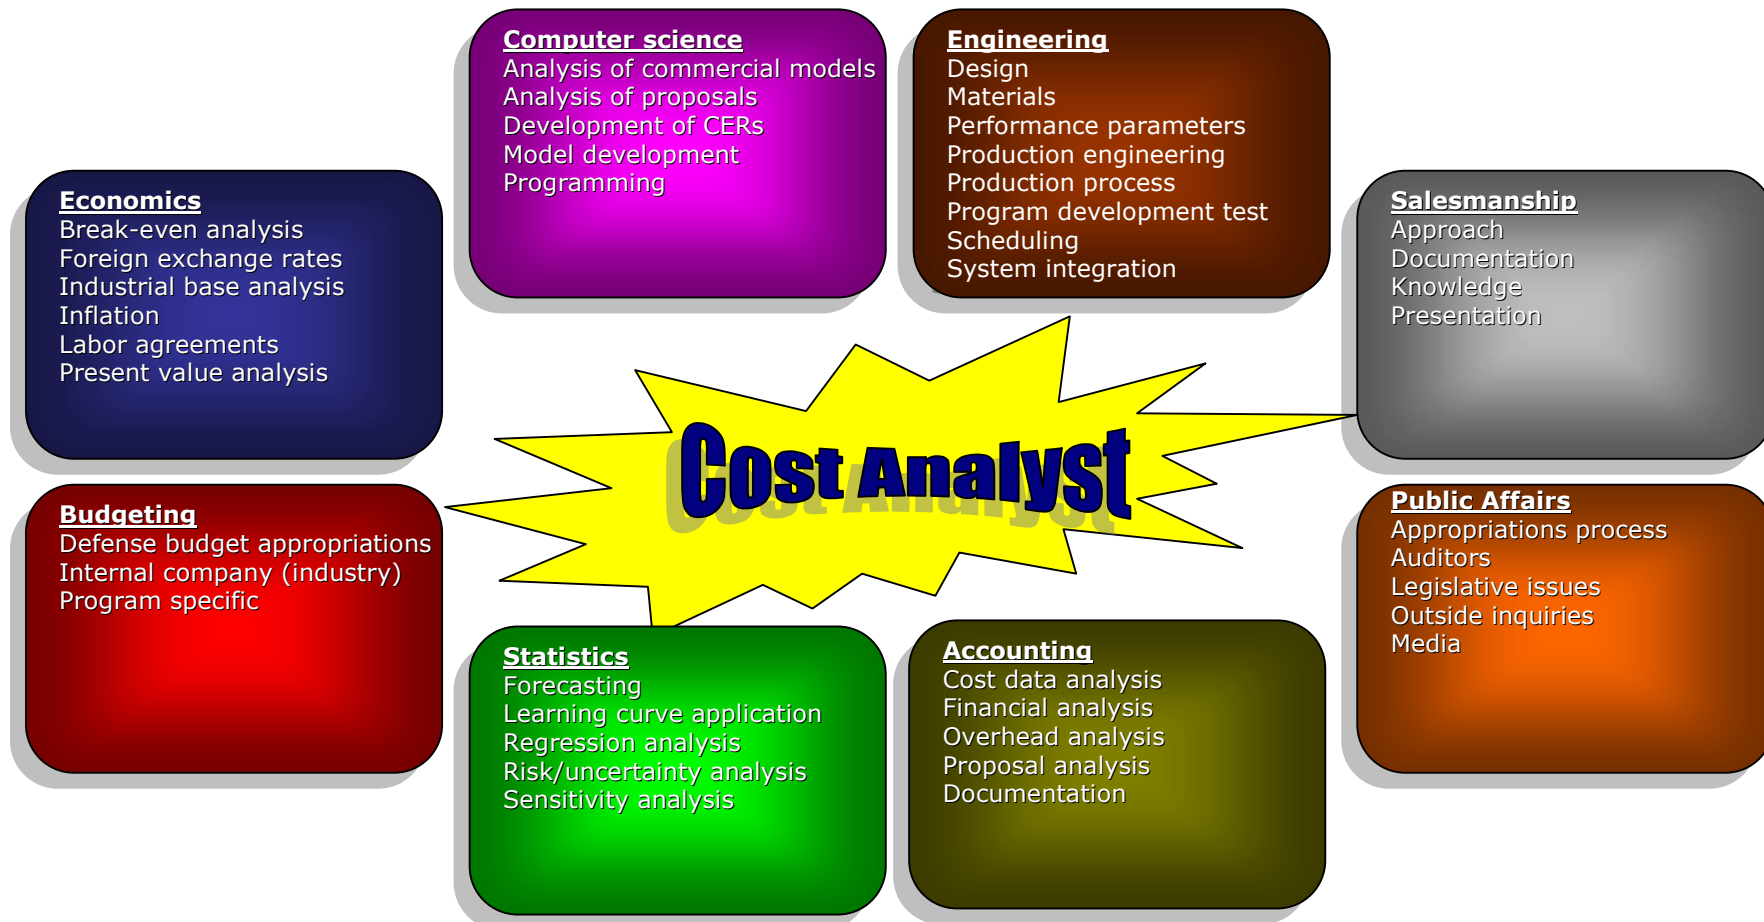 Computer science
Analysis of commercial models
Analysis of proposals
Development of CERs
Model development
Programming
Engineering
Design
Materials
Performance parameters
Production engineering
Production process
Program development test
Scheduling
System integration
Economics
Break-even analysis
Foreign exchange rates
Industrial base analysis
Inflation
Labor agreements
Present value analysis
Salesmanship
Approach
Documentation
Knowledge
Presentation
Cost Analyst
Budgeting
Defense budget appropriations
Internal company (industry)
Program specific
Public Affairs
Appropriations process
Auditors
Legislative issues
Outside inquiries
Media
Statistics
Forecasting
Learning curve application
Regression analysis
Risk/uncertainty analysis
Sensitivity analysis
Accounting
Cost data analysis
Financial analysis
Overhead analysis
Proposal analysis
Documentation